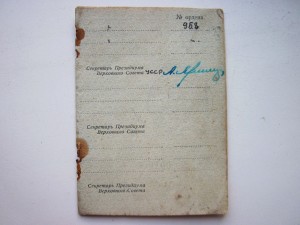 № ордена
Секретарь Президиума
Верховного Совета УССР
Секретарь Президиума
Верховного Совета
Секретарь Президиума
Верховного Совета